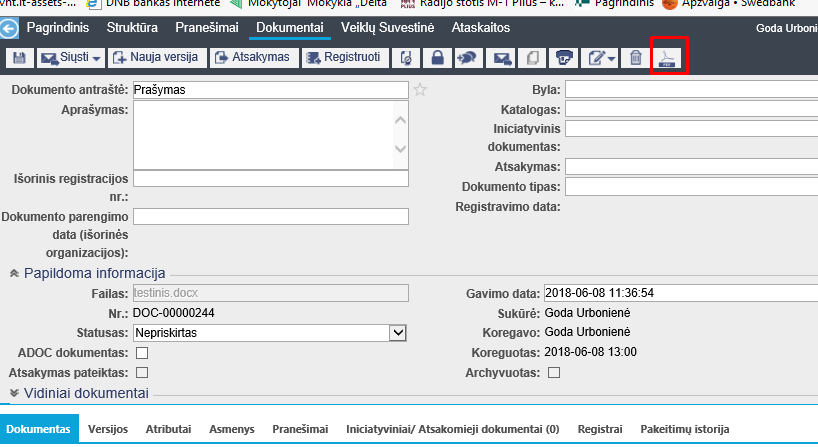 vnt.lt-assets-... DNB bankas internete Mokytojai Mokykla „Delta Radijo stotis M-1 Plius – k... Pagrindinis Apžvalga • Swedbank
Pagrindinis Struktūra Pranešimai Dokumentai Veiklų Suvestinė Ataskaitos Goda Urboni
Siųsti Nauja versija Atsakymas Registruoti PDF
Dokumento antraštė: Prašymas
Aprašymas:
Išorinis registracijos
nr.:
Dokumento parengimo
data (išorinės
organizacijos):
Byla:
Katalogas:
Iniciatyvinis
dokumentas:
Atsakymas:
Dokumento tipas:
Registravimo data:
Papildoma informacija
Failas: testinis.docx
Nr.: DOC-00000244
Statusas: Nepriskirtas
ADOC dokumentas:
Atsakymas pateiktas:
Gavimo data: 2018-06-08 11:36:54
Sukūrė: Goda Urbonienė
Koregavo: Goda Urbonienė
Koreguotas: 2018-06-08 13:00
Archyvuotas:
Vidiniai dokumentai
Dokumentas Versijos Atributai Asmenys Pranešimai Iniciatyviniai/ Atsakomieji dokumentai (0) Registrai Pakeitimų istorija